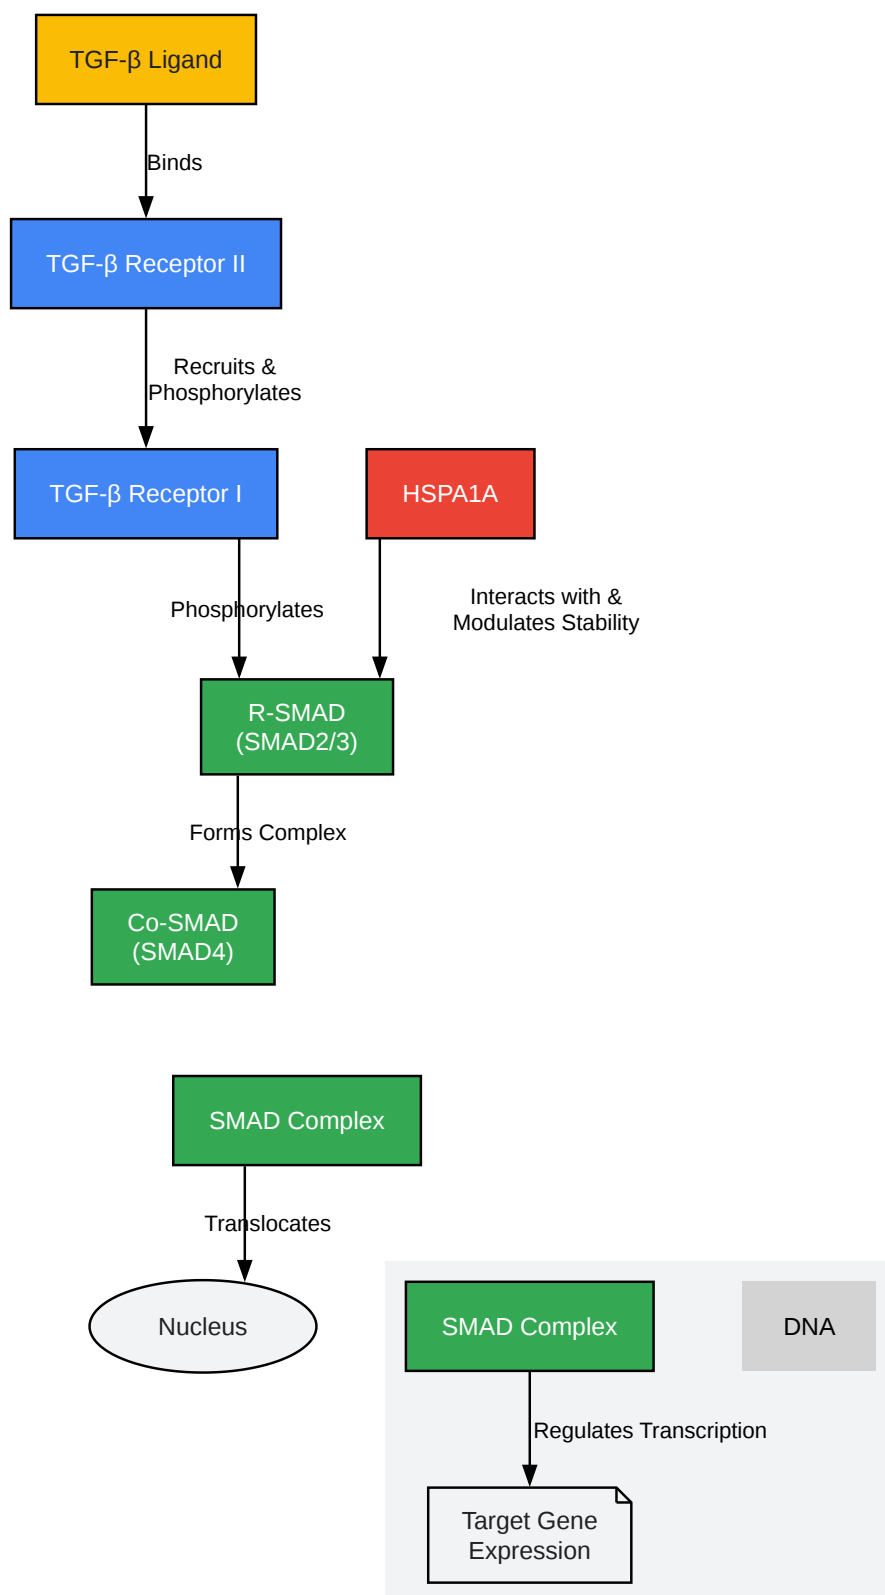 TGF-β Ligand
Binds
TGF-β Receptor II
Recruits &
Phosphorylates
TGF-β Receptor I
HSPA1A
Phosphorylates
Interacts with &
Modulates Stability
R-SMAD
(SMAD2/3)
Forms Complex
Co-SMAD
(SMAD4)
SMAD Complex
Translocates
Nucleus
SMAD Complex
DNA
Regulates Transcription
Target Gene
Expression